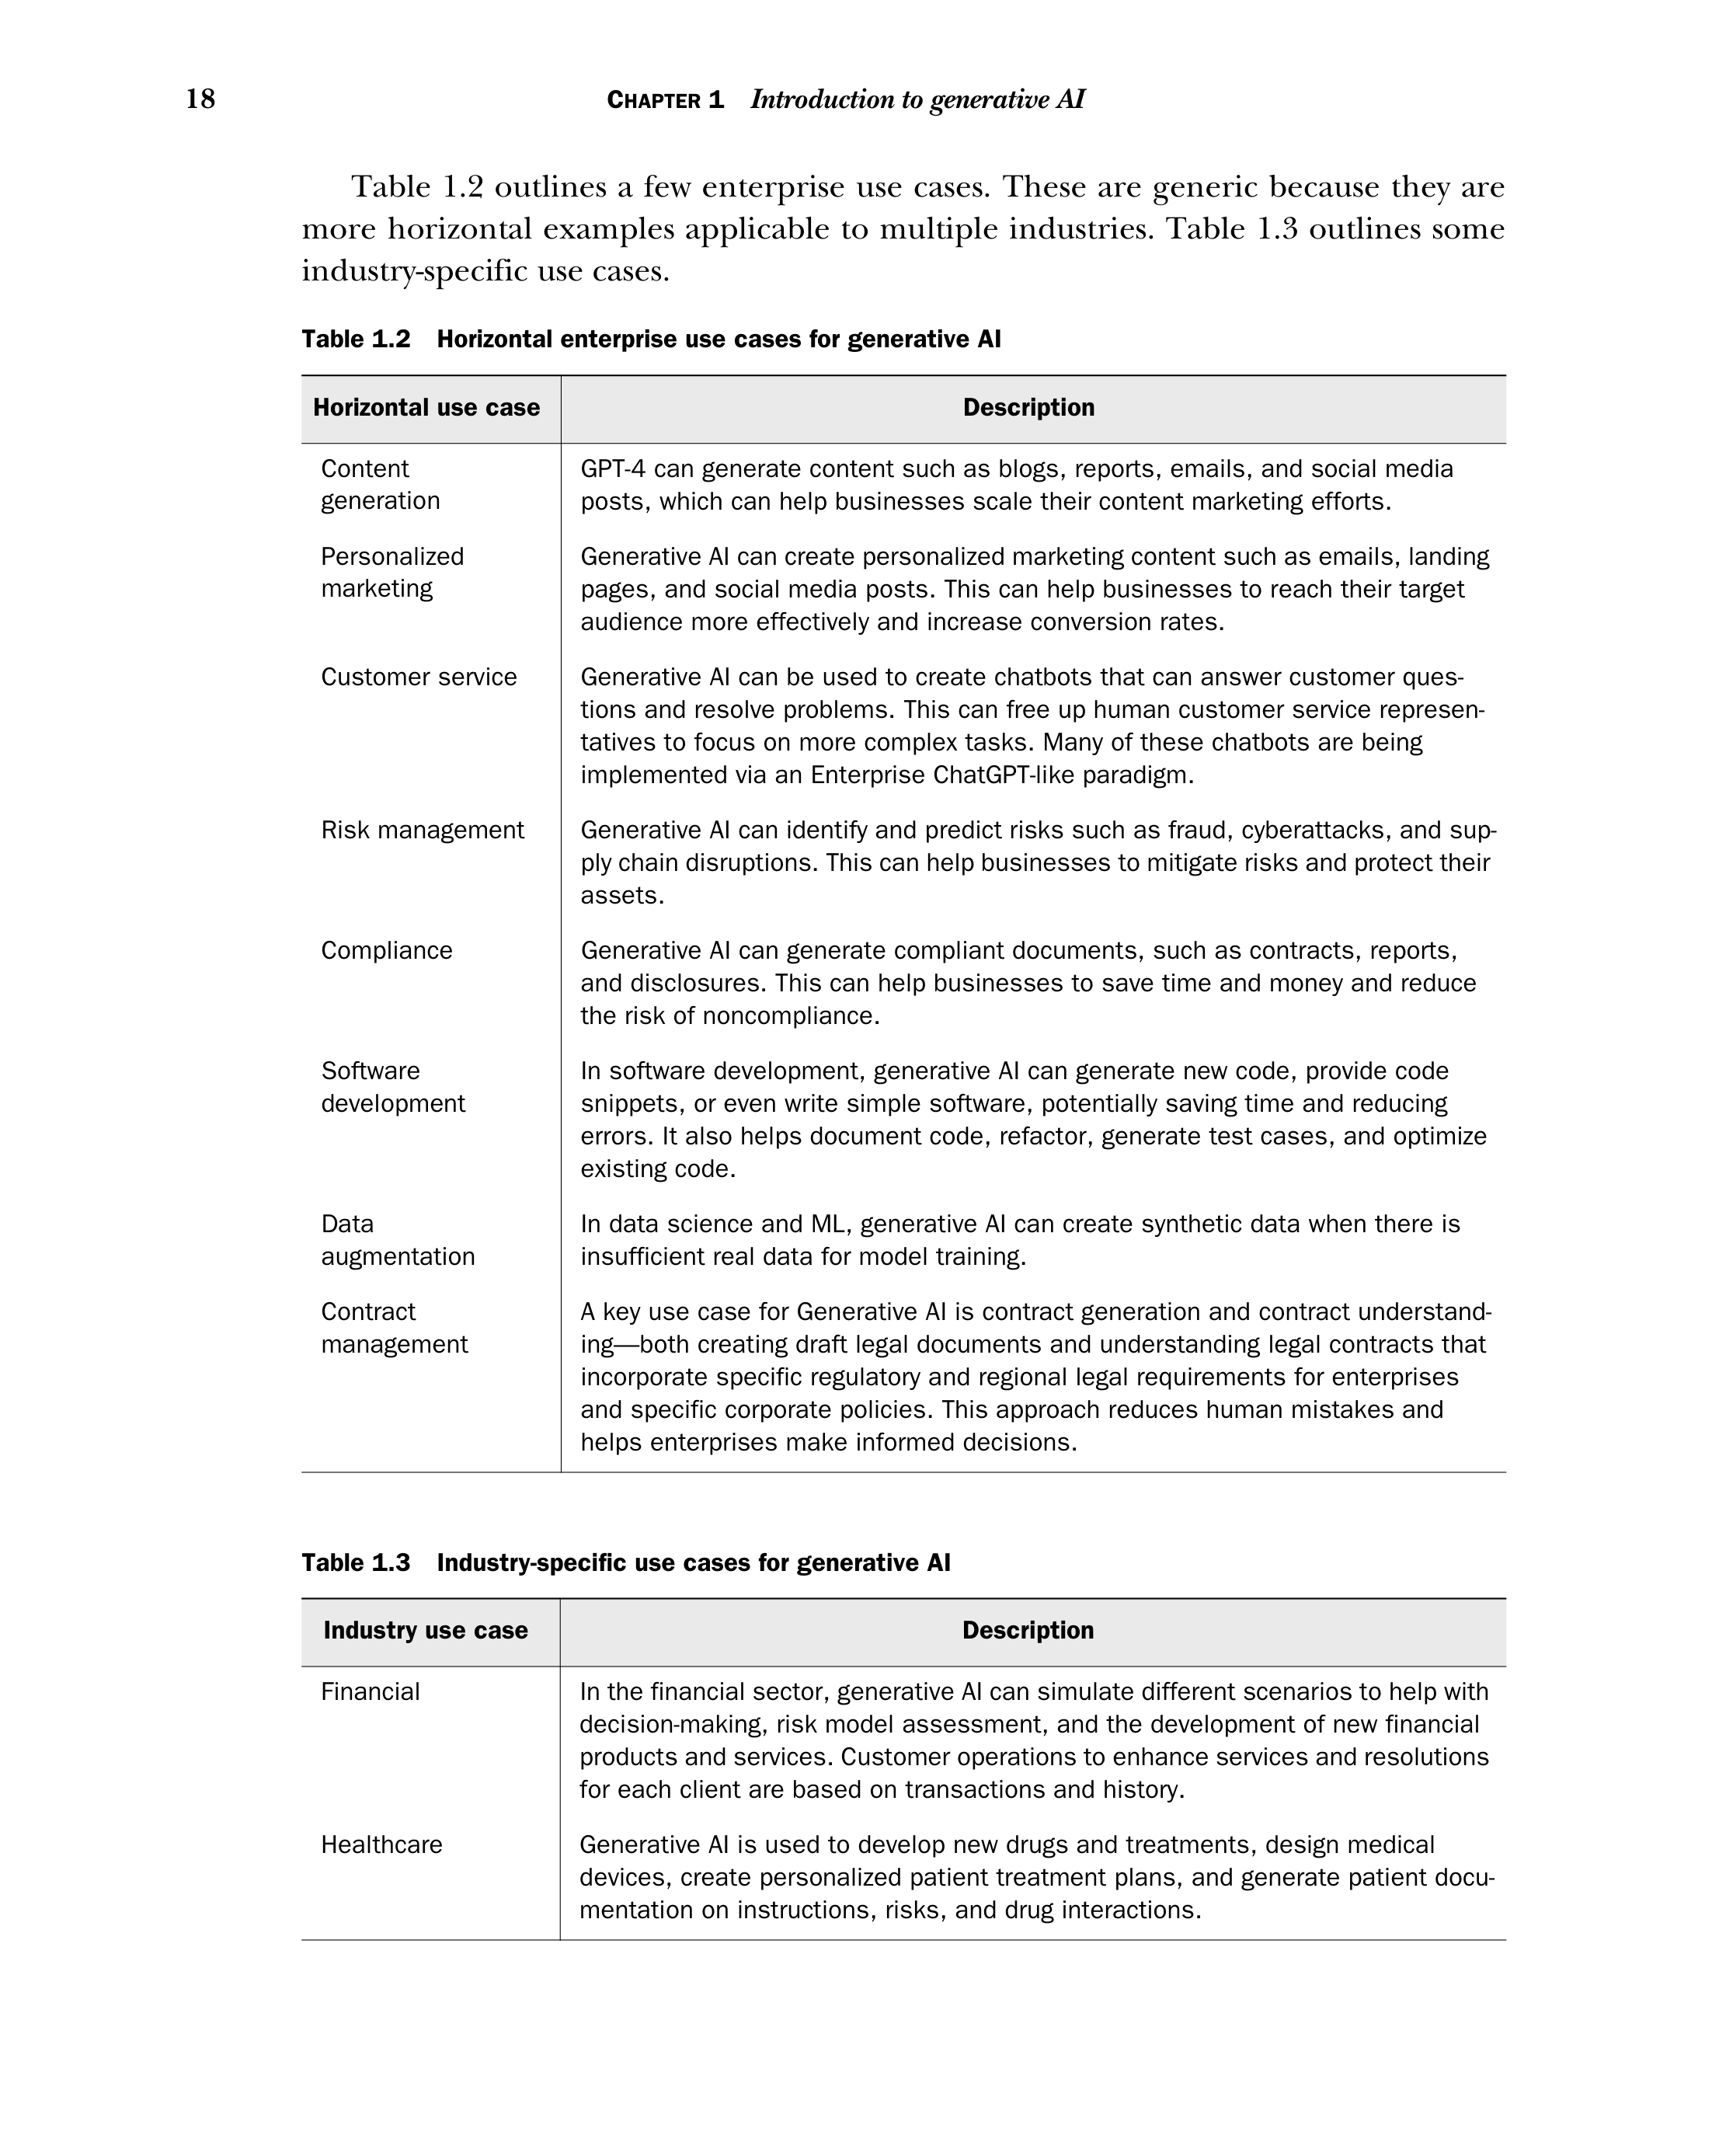 18 CHAPTER 1 Introduction to generative AI
Table 1.2 outlines a few enterprise use cases. These are generic because they are
more horizontal examples applicable to multiple industries. Table 1.3 outlines some
industry-specific use cases.
Table 1.2 Horizontal enterprise use cases for generative AI
Horizontal use case Description
Content GPT-4 can generate content such as blogs, reports, emails, and social media
generation posts, which can help businesses scale their content marketing efforts.
Personalized Generative AI can create personalized marketing content such as emails, landing
marketing pages, and social media posts. This can help businesses to reach their target
audience more effectively and increase conversion rates.
Customer service Generative AI can be used to create chatbots that can answer customer ques-
tions and resolve problems. This can free up human customer service represen-
tatives to focus on more complex tasks. Many of these chatbots are being
implemented via an Enterprise ChatGPT-like paradigm.
Risk management Generative AI can identify and predict risks such as fraud, cyberattacks, and sup-
ply chain disruptions. This can help businesses to mitigate risks and protect their
assets.
Compliance Generative AI can generate compliant documents, such as contracts, reports,
and disclosures. This can help businesses to save time and money and reduce
the risk of noncompliance.
Software In software development, generative AI can generate new code, provide code
development snippets, or even write simple software, potentially saving time and reducing
errors. It also helps document code, refactor, generate test cases, and optimize
existing code.
Data In data science and ML, generative AI can create synthetic data when there is
augmentation insufficient real data for model training.
Contract A key use case for Generative AI is contract generation and contract understand-
management ing—both creating draft legal documents and understanding legal contracts that
incorporate specific regulatory and regional legal requirements for enterprises
and specific corporate policies. This approach reduces human mistakes and
helps enterprises make informed decisions.
Table 1.3 Industry-specific use cases for generative AI
Industry use case Description
Financial In the financial sector, generative AI can simulate different scenarios to help with
decision-making, risk model assessment, and the development of new financial
products and services. Customer operations to enhance services and resolutions
for each client are based on transactions and history.
Healthcare Generative AI is used to develop new drugs and treatments, design medical
devices, create personalized patient treatment plans, and generate patient docu-
mentation on instructions, risks, and drug interactions.